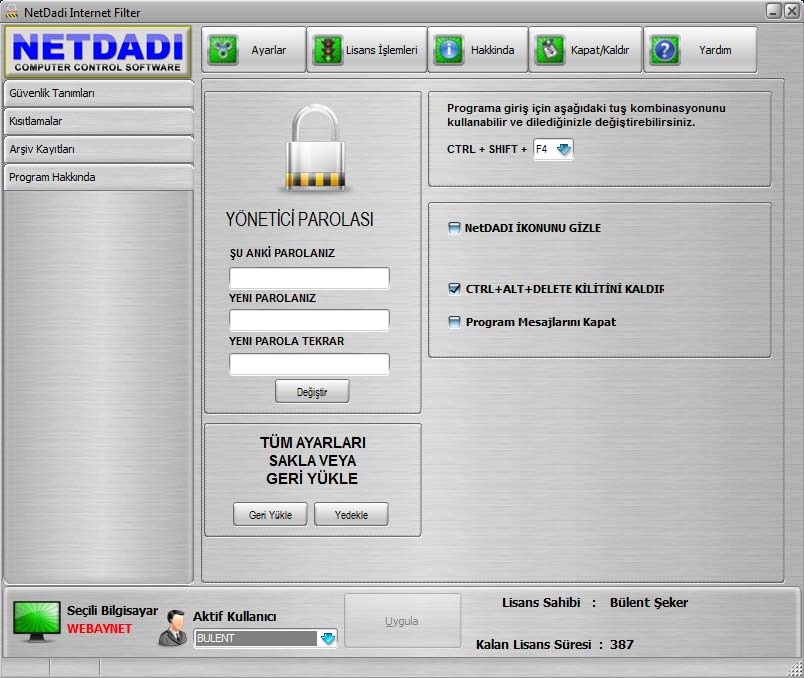 NetDadi Internet Filter
NETDADI
COMPUTER CONTROL SOFTWARE
Ayarlar
Lisans İşlemleri
Hakkinda
Kapat/Kaldır
Yardım
Güvenlik Tanımları
Kısıtlamalar
Arşiv Kayıtları
Program Hakkında
YÖNETİCİ PAROLASI
ŞU ANKİ PAROLANIZ
YENI PAROLANIZ
YENI PAROLA TEKRAR
Değiştir
TÜM AYARLARI
SAKLA VEYA
GERİ YÜKLE
Geri Yükle
Yedekle
Programa giriş için aşağıdaki tuş kombinasyonunu
kullanabilir ve dilediğinizle değiştirebilirsiniz.
CTRL + SHIFT + F4
NetDADI İKONUNU GİZLE
CTRL+ALT+DELETE KİLİTİNİ KALDIR
Program Mesajlarını Kapat
Seçili Bilgisayar
WEBAYNET
Aktif Kullanıcı
BULENT
Uygula
Lisans Sahibi : Bülent Şeker
Kalan Lisans Süresi : 387